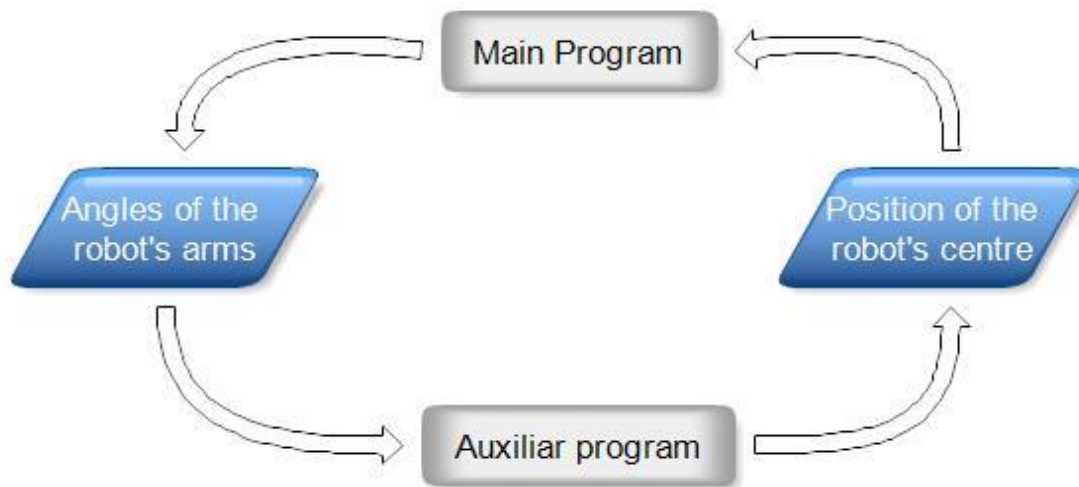 Main Program
Angles of the
robot's arms
Position of the
robot's centre
Auxiliar program